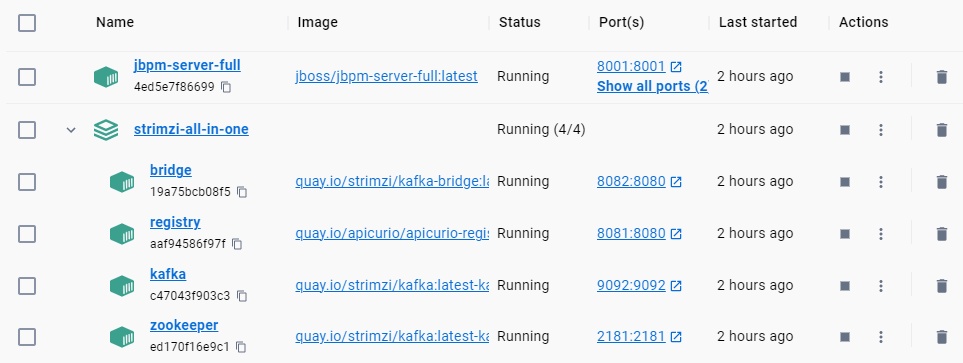 Name Image Status Port(s) Last started Actions
jbpm-server-full
4ed5e7f86699
jboss/jbpm-server-full:latest Running 8001:8001 2 hours ago
Show all ports (2
strimzi-all-in-one Running (4/4) 2 hours ago
bridge
19a75bcb08f5
quay.io/strimzi/kafka-bridge:la Running 8082:8080 2 hours ago
registry
aaf94586f97f
quay.io/apicurio/apicurio-regis Running 8081:8080 2 hours ago
kafka
c47043f903c3
quay.io/strimzi/kafka:latest-ka Running 9092:9092 2 hours ago
zookeeper
ed170f16e9c1
quay.io/strimzi/kafka:latest-ka Running 2181:2181 2 hours ago